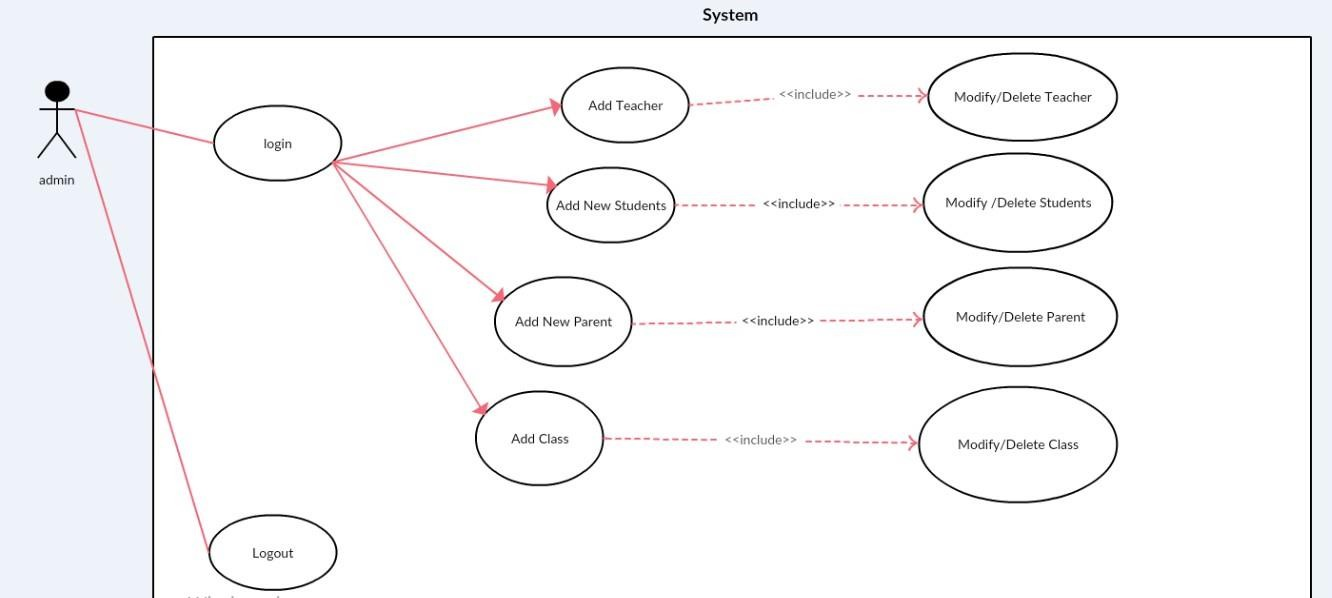 System
admin
login
Add Teacher
<<include>>
Modify/Delete Teacher
Add New Students
<<include>>
Modify /Delete Students
Add New Parent
<<include>>
Modify/Delete Parent
Add Class
<<include>>
Modify/Delete Class
Logout